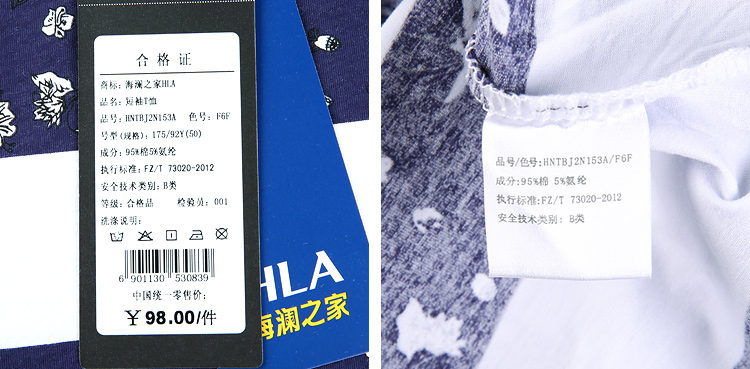 合格证
商标: 海澜之家HLA
品名: 短袖T恤
品号: HNTBJ2N153A 色号: F6F
号型(规格): 175/92Y(50)
成分: 95%棉5%氨纶
执行标准: FZ/T 73020-2012
安全技术类别: B类
等级: 合格品 检验员: 001
洗涤说明:
6 901130 530839
中国统一零售价:
¥ 98.00/件
HLA
海澜之家
品号/色号: HNTBJ2N153A/F6F
成分: 95%棉 5%氨纶
执行标准: FZ/T 73020-2012
安全技术类别: B类